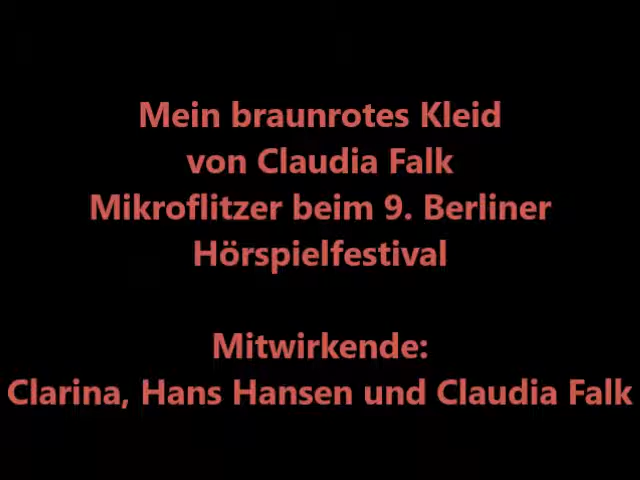 Mein braunrotes Kleid
von Claudia Falk
Mikroflitzer beim 9. Berliner
Hörspielfestival
Mitwirkende:
Clarina, Hans Hansen und Claudia Falk